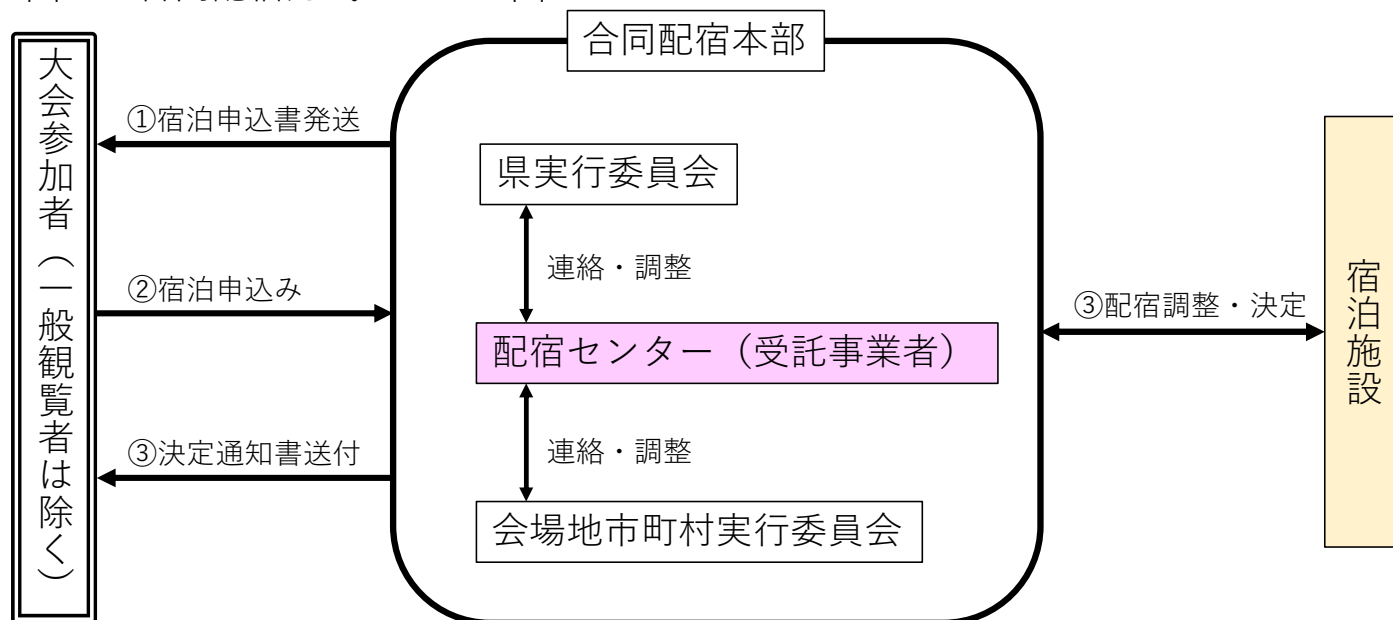 合同配宿本部
大会参加者（一般観覧者は除く）
①宿泊申込書発送
県実行委員会
連絡・調整
②宿泊申込み
配宿センター（受託事業者）
③配宿調整・決定
宿泊施設
連絡・調整
③決定通知書送付
会場地市町村実行委員会